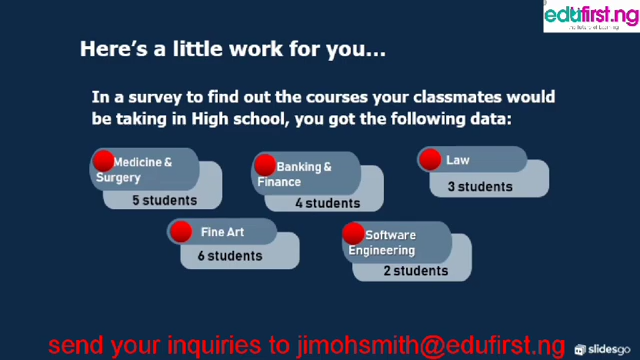 edufirst.ng
Here's a little work for you...
In a survey to find out the courses your classmates would
be taking in High school, you got the following data:
Medicine &
Surgery
5 students
Banking &
Finance
4 students
Law
3 students
Fine Art
6 students
Software
Engineering
2 students
send your inquiries to jimohsmith@edufirst.ng
slidesgo